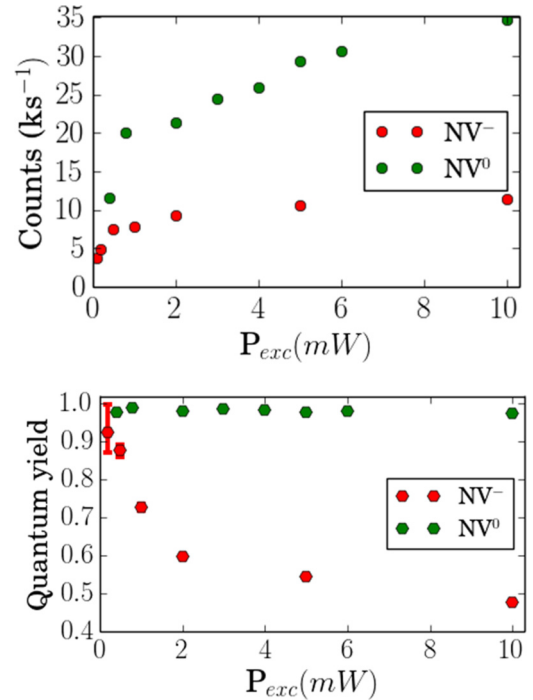 35
30
25
20
15
10
5
0
Counts (ks⁻¹)
NV⁻
NV⁰
0 2 4 6 8 10
P_exc(mW)
1.0
0.9
0.8
0.7
0.6
0.5
0.4
Quantum yield
NV⁻
NV⁰
0 2 4 6 8 10
P_exc(mW)